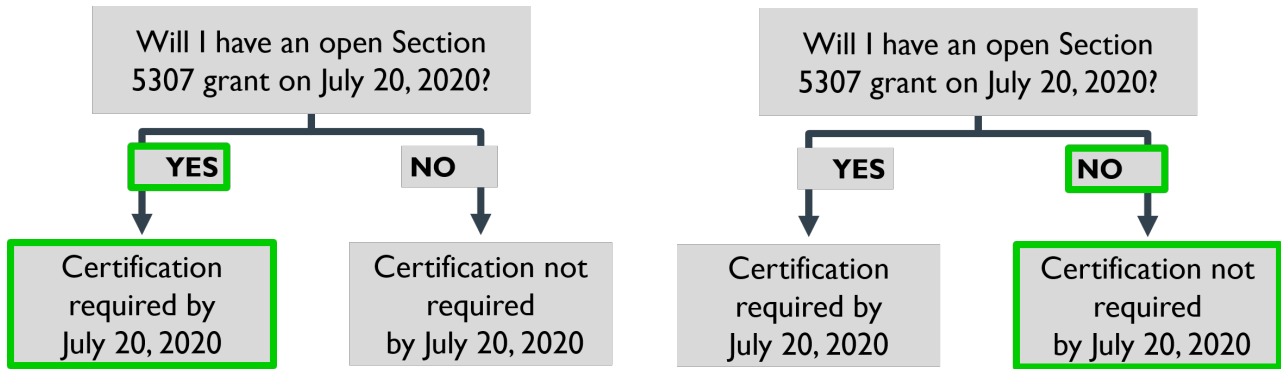 Will I have an open Section
5307 grant on July 20, 2020?
YES
NO
Certification
required by
July 20, 2020
Certification not
required
by July 20, 2020
Will I have an open Section
5307 grant on July 20, 2020?
YES
NO
Certification
required by
July 20, 2020
Certification not
required
by July 20, 2020